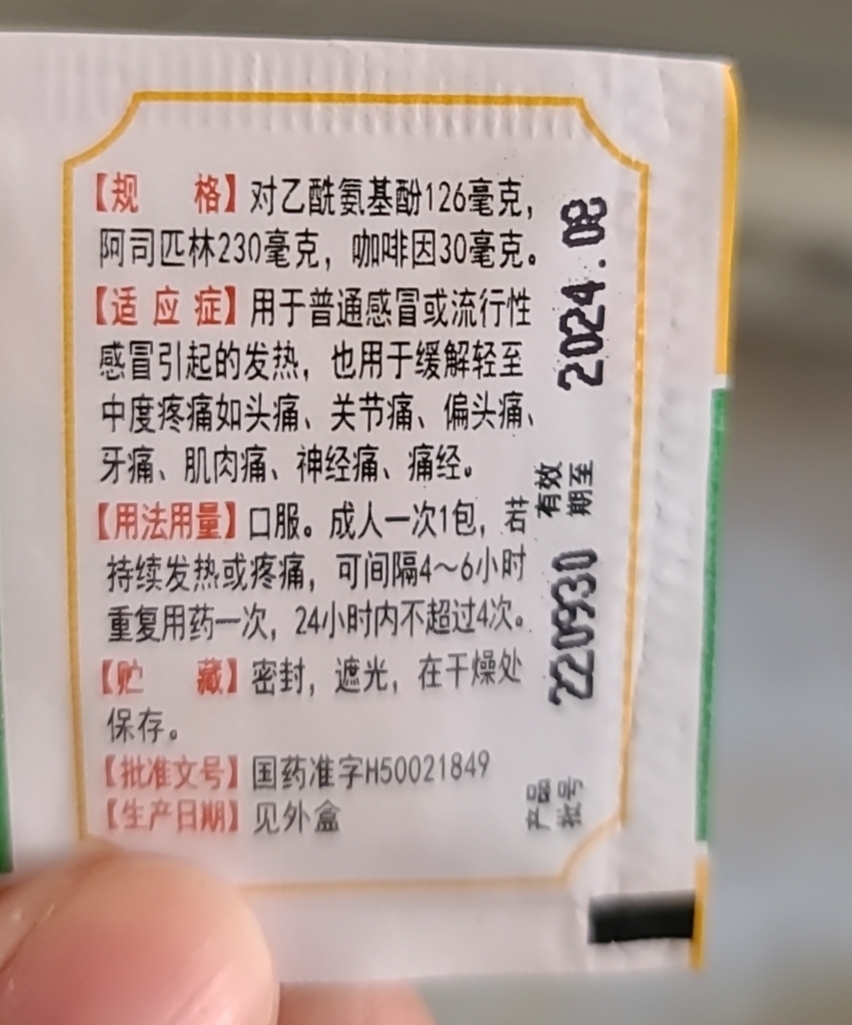 【规 格】对乙酰氨基酚126毫克，
阿司匹林230毫克，咖啡因30毫克。
【适应症】用于普通感冒或流行性
感冒引起的发热，也用于缓解轻至
中度疼痛如头痛、关节痛、偏头痛、
牙痛、肌肉痛、神经痛、痛经。
【用法用量】口服。成人一次1包，若
持续发热或疼痛，可间隔4～6小时
重复用药一次，24小时内不超过4次。
【贮 藏】密封，遮光，在干燥处
保存。
【批准文号】国药准字H50021849
【生产日期】见外盒
产品
批号
220930
有效
期至
2024.08